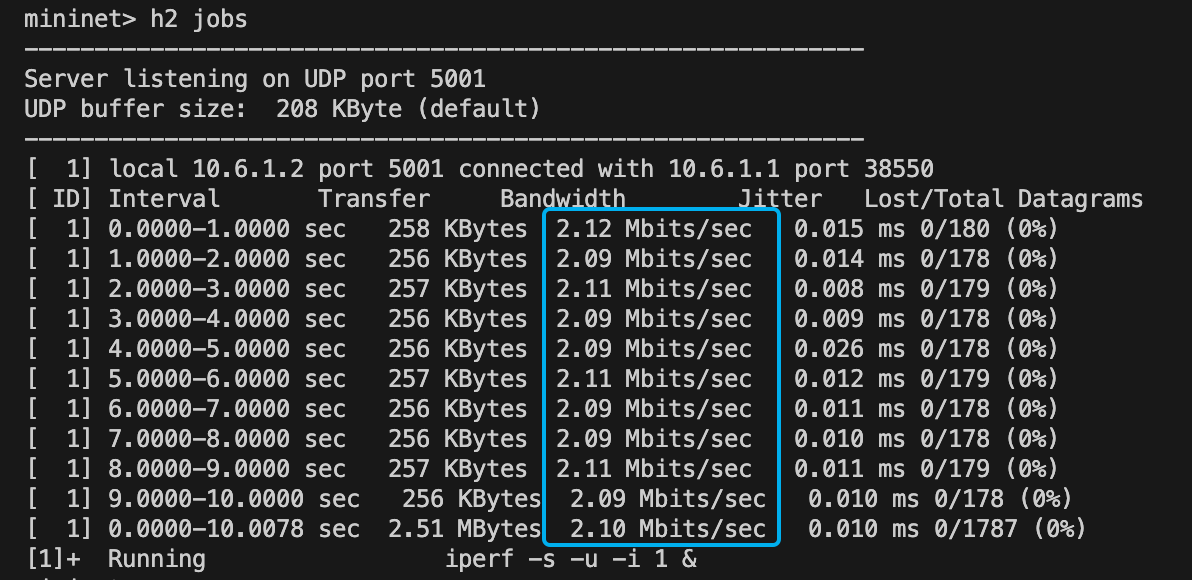 mininet> h2 jobs
------------------------------------------------------------
Server listening on UDP port 5001
UDP buffer size:  208 KByte (default)
------------------------------------------------------------
[  1] local 10.6.1.2 port 5001 connected with 10.6.1.1 port 38550
[ ID] Interval       Transfer     Bandwidth        Jitter   Lost/Total Datagrams
[  1] 0.0000-1.0000 sec   258 KBytes  2.12 Mbits/sec   0.015 ms 0/180 (0%)
[  1] 1.0000-2.0000 sec   256 KBytes  2.09 Mbits/sec   0.014 ms 0/178 (0%)
[  1] 2.0000-3.0000 sec   257 KBytes  2.11 Mbits/sec   0.008 ms 0/179 (0%)
[  1] 3.0000-4.0000 sec   256 KBytes  2.09 Mbits/sec   0.009 ms 0/178 (0%)
[  1] 4.0000-5.0000 sec   256 KBytes  2.09 Mbits/sec   0.026 ms 0/178 (0%)
[  1] 5.0000-6.0000 sec   257 KBytes  2.11 Mbits/sec   0.012 ms 0/179 (0%)
[  1] 6.0000-7.0000 sec   256 KBytes  2.09 Mbits/sec   0.011 ms 0/178 (0%)
[  1] 7.0000-8.0000 sec   256 KBytes  2.09 Mbits/sec   0.010 ms 0/178 (0%)
[  1] 8.0000-9.0000 sec   257 KBytes  2.11 Mbits/sec   0.011 ms 0/179 (0%)
[  1] 9.0000-10.0000 sec   256 KBytes  2.09 Mbits/sec   0.010 ms 0/178 (0%)
[  1] 0.0000-10.0078 sec  2.51 MBytes  2.10 Mbits/sec   0.010 ms 0/1787 (0%)
[1]+  Running                 iperf -s -u -i 1 &